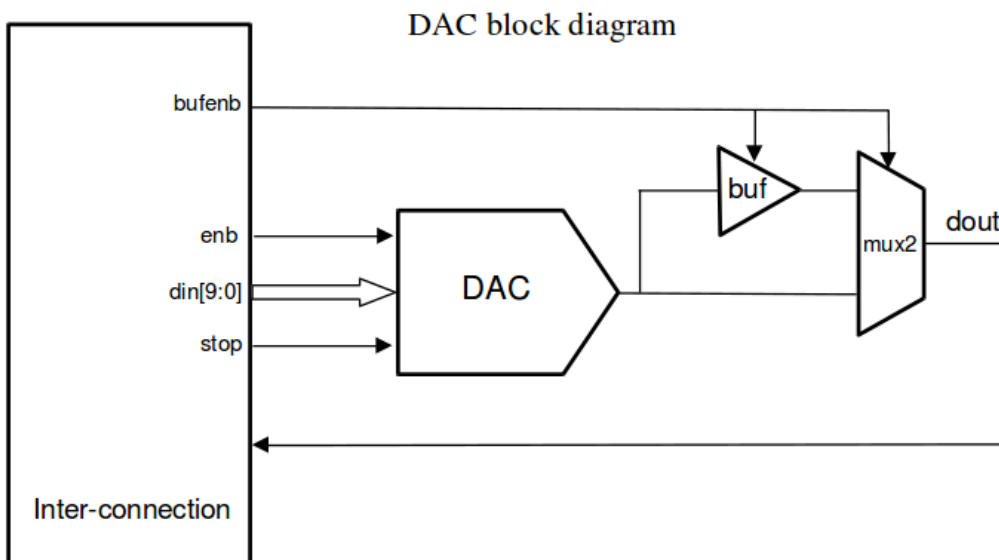 DAC block diagram
bufenb
buf
enb
dout
mux2
din[9:0]
DAC
stop
Inter-connection